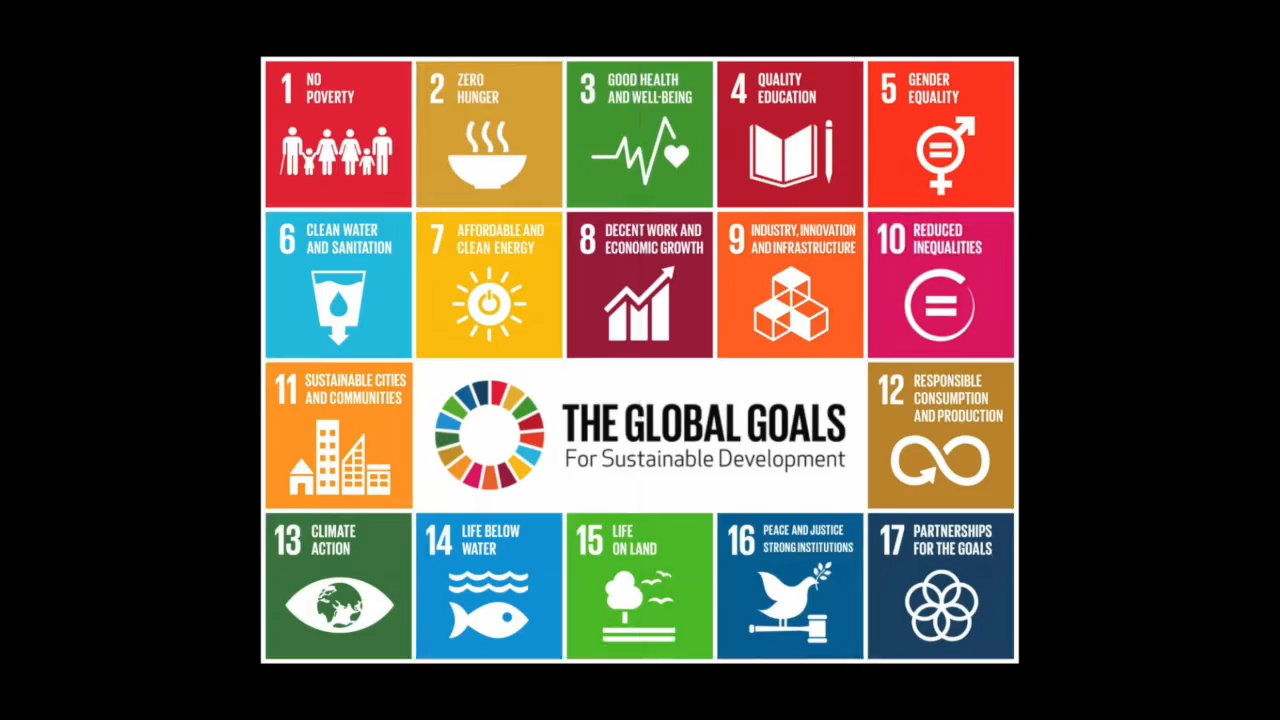 1 NO
POVERTY
2 ZERO
HUNGER
3 GOOD HEALTH
AND WELL-BEING
4 QUALITY
EDUCATION
5 GENDER
EQUALITY
6 CLEAN WATER
AND SANITATION
7 AFFORDABLE AND
CLEAN ENERGY
8 DECENT WORK AND
ECONOMIC GROWTH
9 INDUSTRY, INNOVATION
AND INFRASTRUCTURE
10 REDUCED
INEQUALITIES
11 SUSTAINABLE CITIES
AND COMMUNITIES
THE GLOBAL GOALS
For Sustainable Development
12 RESPONSIBLE
CONSUMPTION
AND PRODUCTION
13 CLIMATE
ACTION
14 LIFE BELOW
WATER
15 LIFE
ON LAND
16 PEACE AND JUSTICE
STRONG INSTITUTIONS
17 PARTNERSHIPS
FOR THE GOALS